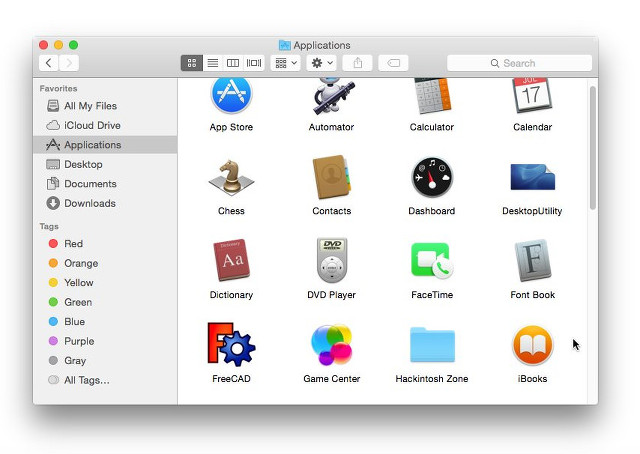 Applications
Search
Favorites
All My Files
iCloud Drive
Applications
Desktop
Documents
Downloads
Tags
Red
Orange
Yellow
Green
Blue
Purple
Gray
All Tags...
JUL
17
App Store
Automator
Calculator
Calendar
Chess
Contacts
Dashboard
DesktopUtility
Dictionary
Aa
DVD
F
Dictionary
DVD Player
FaceTime
Font Book
FreeCAD
Game Center
Hackintosh Zone
iBooks